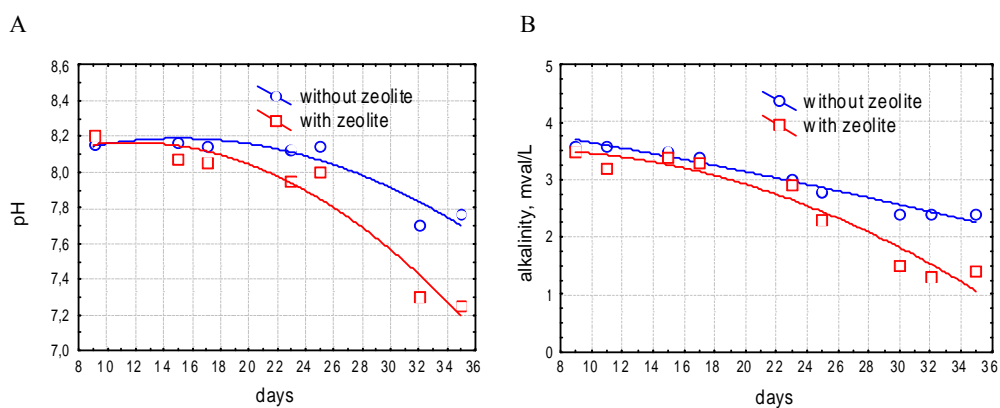 A
8,6
8,4
8,2
8,0
7,8
7,6
7,4
7,2
7,0
pH
without zeolite
with zeolite
8 10 12 14 16 18 20 22 24 26 28 30 32 34 36
days
B
5
4
3
2
1
0
alkalinity, mval/L
without zeolite
with zeolite
8 10 12 14 16 18 20 22 24 26 28 30 32 34 36
days